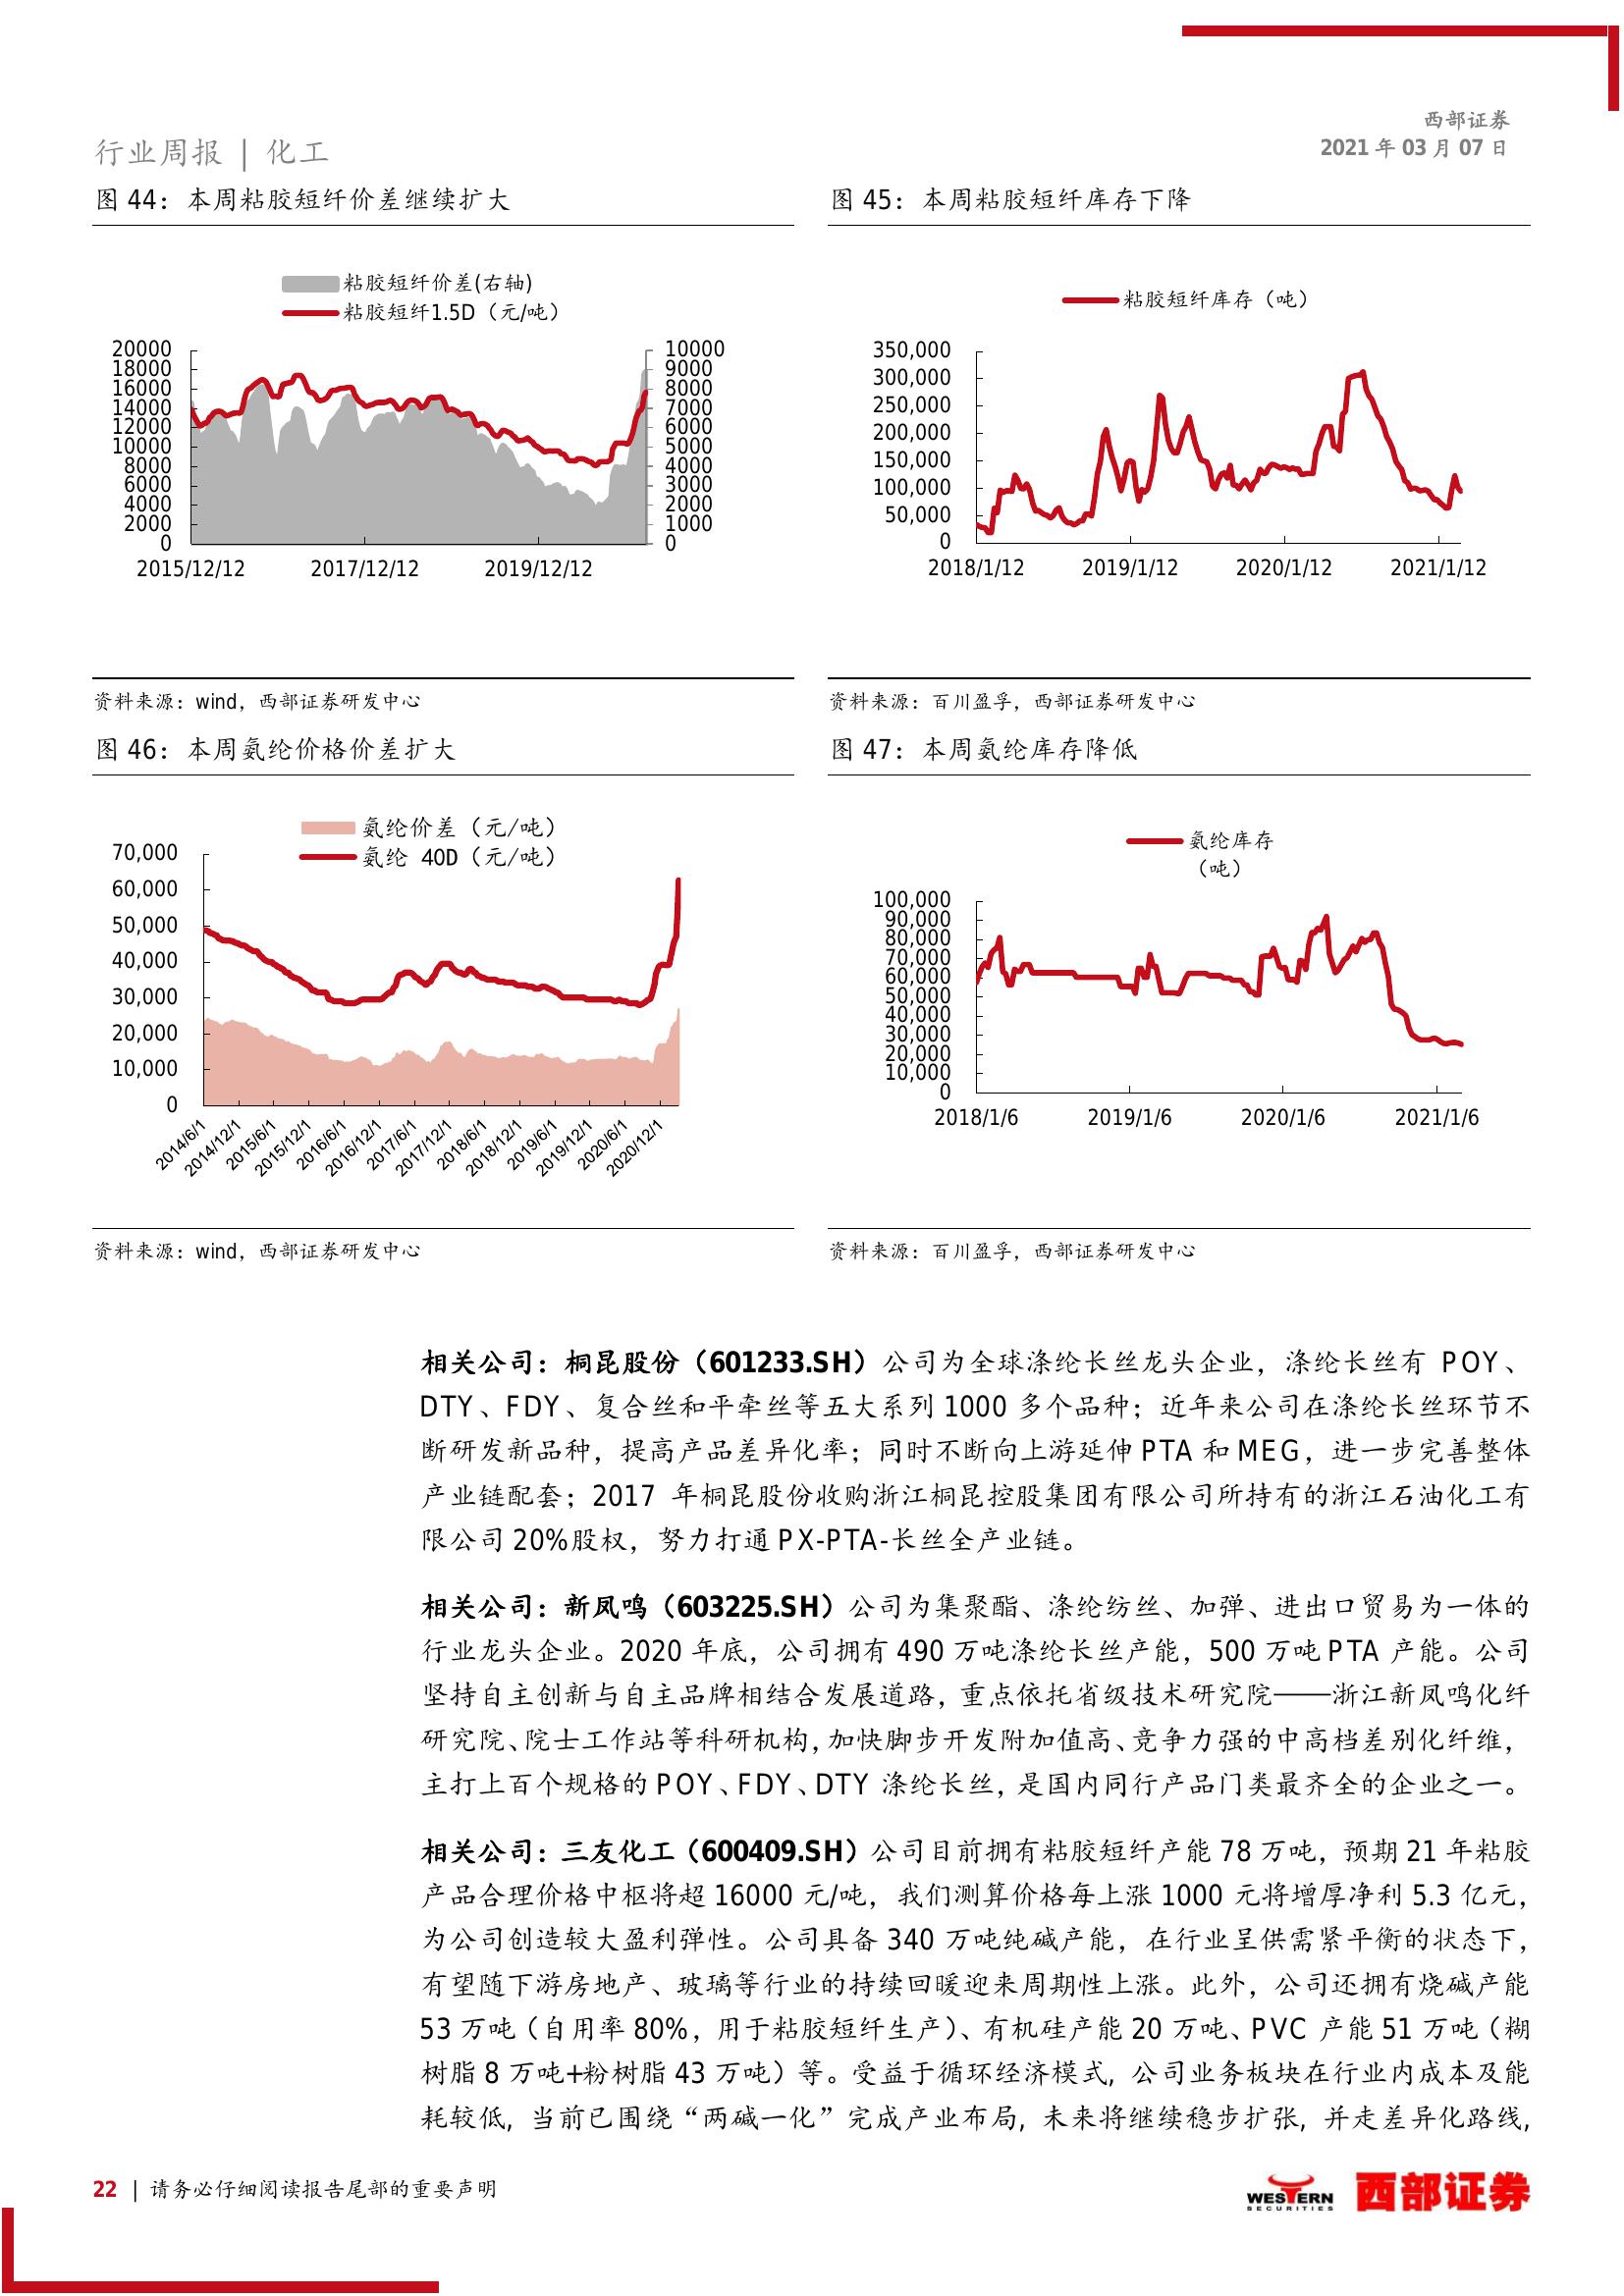 西部证券
2021 年 03 月 07 日
行业周报 | 化工
图 44：本周粘胶短纤价差继续扩大
粘胶短纤价差(右轴)
粘胶短纤1.5D（元/吨）
20000
18000
16000
14000
12000
10000
8000
6000
4000
2000
0
10000
9000
8000
7000
6000
5000
4000
3000
2000
1000
0
2015/12/12 2017/12/12 2019/12/12
资料来源：wind，西部证券研发中心
图 45：本周粘胶短纤库存下降
粘胶短纤库存（吨）
350,000
300,000
250,000
200,000
150,000
100,000
50,000
0
2018/1/12 2019/1/12 2020/1/12 2021/1/12
资料来源：百川盈孚，西部证券研发中心
图 46：本周氨纶价格价差扩大
氨纶价差（元/吨）
氨纶 40D（元/吨）
70,000
60,000
50,000
40,000
30,000
20,000
10,000
0
2014/6/1 2014/12/1 2015/6/1 2015/12/1 2016/6/1 2016/12/1 2017/6/1 2017/12/1 2018/6/1 2018/12/1 2019/6/1 2019/12/1 2020/6/1 2020/12/1
资料来源：wind，西部证券研发中心
图 47：本周氨纶库存降低
氨纶库存
（吨）
100,000
90,000
80,000
70,000
60,000
50,000
40,000
30,000
20,000
10,000
0
2018/1/6 2019/1/6 2020/1/6 2021/1/6
资料来源：百川盈孚，西部证券研发中心
相关公司：桐昆股份（601233.SH）公司为全球涤纶长丝龙头企业，涤纶长丝有 POY、
DTY、FDY、复合丝和平牵丝等五大系列 1000 多个品种；近年来公司在涤纶长丝环节不
断研发新品种，提高产品差异化率；同时不断向上游延伸 PTA 和 MEG，进一步完善整体
产业链配套；2017 年桐昆股份收购浙江桐昆控股集团有限公司所持有的浙江石油化工有
限公司 20%股权，努力打通 PX-PTA-长丝全产业链。
相关公司：新凤鸣（603225.SH）公司为集聚酯、涤纶纺丝、加弹、进出口贸易为一体的
行业龙头企业。2020 年底，公司拥有 490 万吨涤纶长丝产能，500 万吨 PTA 产能。公司
坚持自主创新与自主品牌相结合发展道路，重点依托省级技术研究院——浙江新凤鸣化纤
研究院、院士工作站等科研机构，加快脚步开发附加值高、竞争力强的中高档差别化纤维，
主打上百个规格的 POY、FDY、DTY 涤纶长丝，是国内同行产品门类最齐全的企业之一。
相关公司：三友化工（600409.SH）公司目前拥有粘胶短纤产能 78 万吨，预期 21 年粘胶
产品合理价格中枢将超 16000 元/吨，我们测算价格每上涨 1000 元将增厚净利 5.3 亿元，
为公司创造较大盈利弹性。公司具备 340 万吨纯碱产能，在行业呈供需紧平衡的状态下，
有望随下游房地产、玻璃等行业的持续回暖迎来周期性上涨。此外，公司还拥有烧碱产能
53 万吨（自用率 80%，用于粘胶短纤生产）、有机硅产能 20 万吨、PVC 产能 51 万吨（糊
树脂 8 万吨+粉树脂 43 万吨）等。受益于循环经济模式，公司业务板块在行业内成本及能
耗较低，当前已围绕“两碱一化”完成产业布局，未来将继续稳步扩张，并走差异化路线，
22 | 请务必仔细阅读报告尾部的重要声明
WESTERN
SECURITIES
西部证券